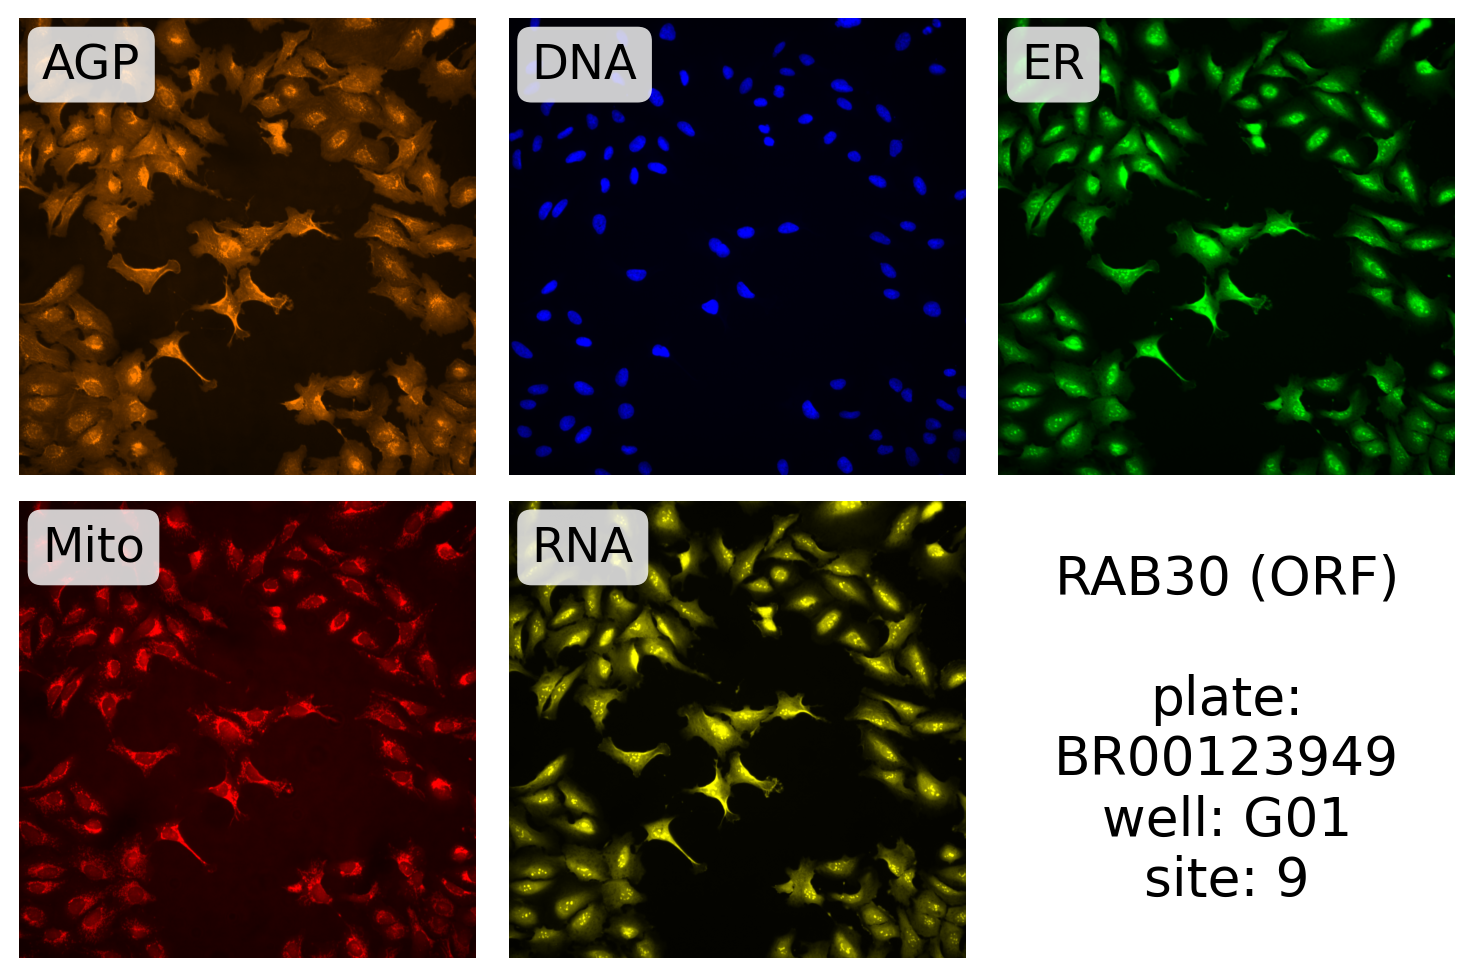 AGP
DNA
ER
Mito
RNA
RAB30 (ORF)
plate:
BR00123949
well: G01
site: 9